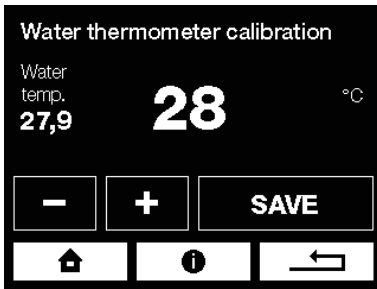 Water thermometer calibration
Water
temp.
27,9
28
°C
− + SAVE
i